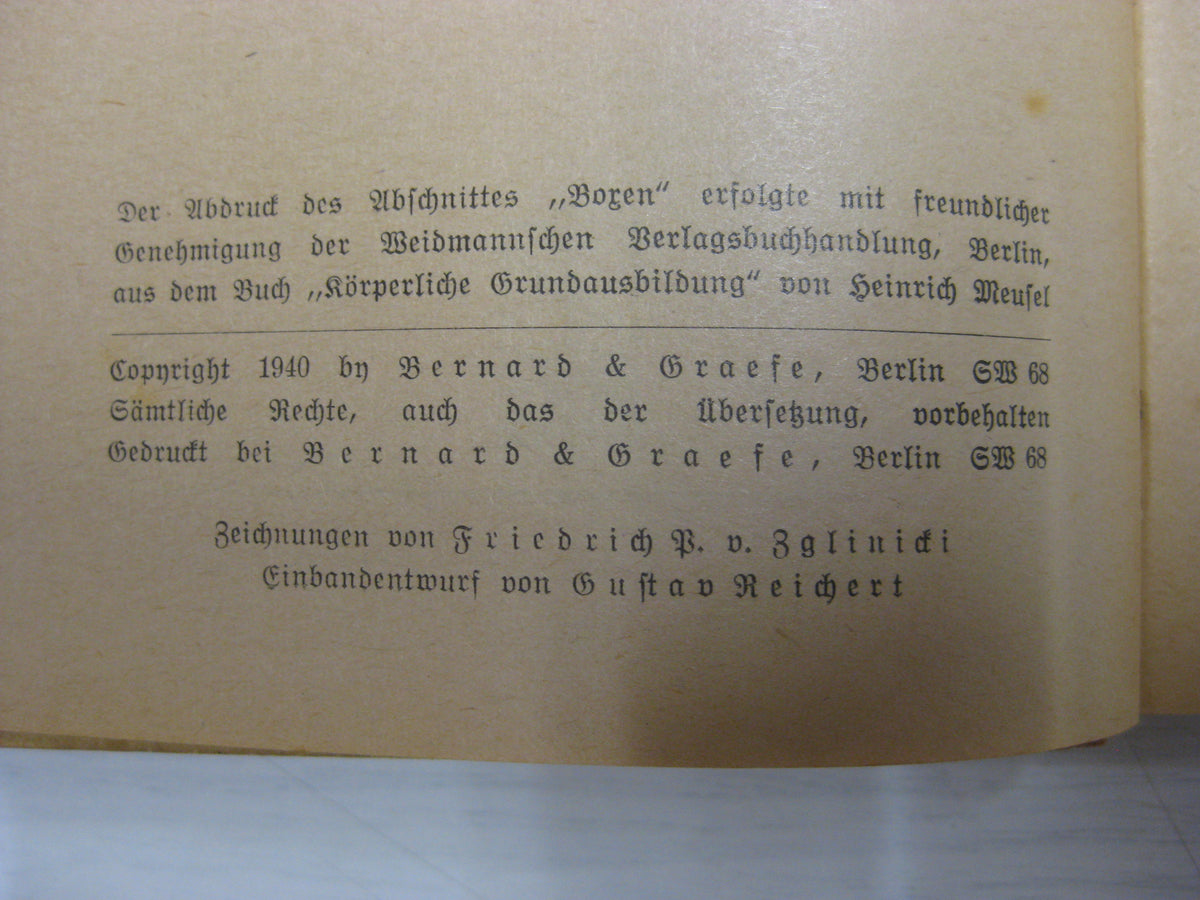 Der Abdruck des Abschnittes „Boxen“ erfolgte mit freundlicher
Genehmigung der Weidmannschen Verlagsbuchhandlung, Berlin,
aus dem Buch „Körperliche Grundausbildung“ von Heinrich Meusel
Copyright 1940 by Bernard & Graefe, Berlin SW 68
Sämtliche Rechte, auch das der Übersetzung, vorbehalten
Gedruckt bei Bernard & Graefe, Berlin SW 68
Zeichnungen von Friedrich P. v. Zglinicki
Einbandentwurf von Gustav Reichert